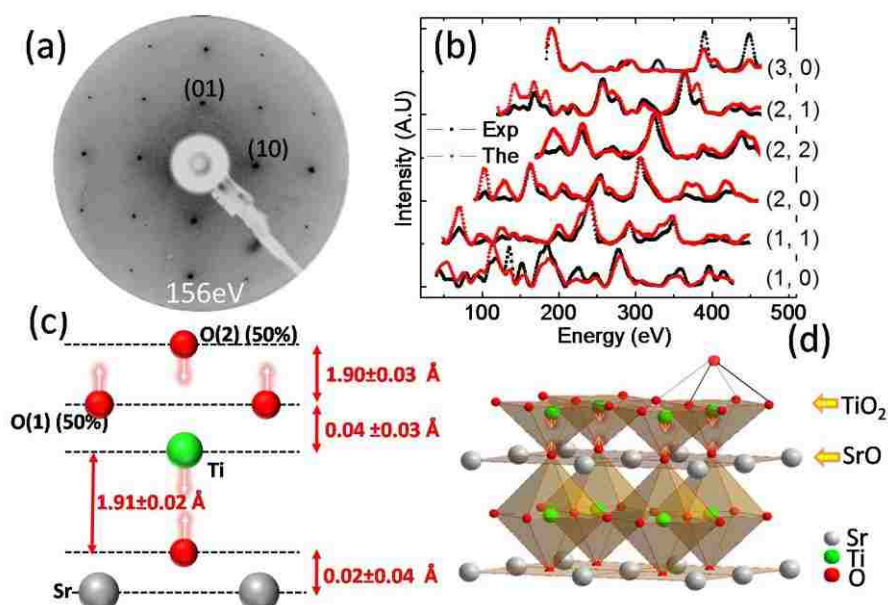 (a)
(01)
(10)
156eV
(b)
Intensity (A.U)
Exp
The
(3, 0)
(2, 1)
(2, 2)
(2, 0)
(1, 1)
(1, 0)
100 200 300 400 500
Energy (eV)
(c)
O(2) (50%)
1.90±0.03 Å
O(1) (50%)
0.04 ±0.03 Å
Ti
1.91±0.02 Å
0.02±0.04 Å
Sr
(d)
TiO₂
SrO
Sr
Ti
O